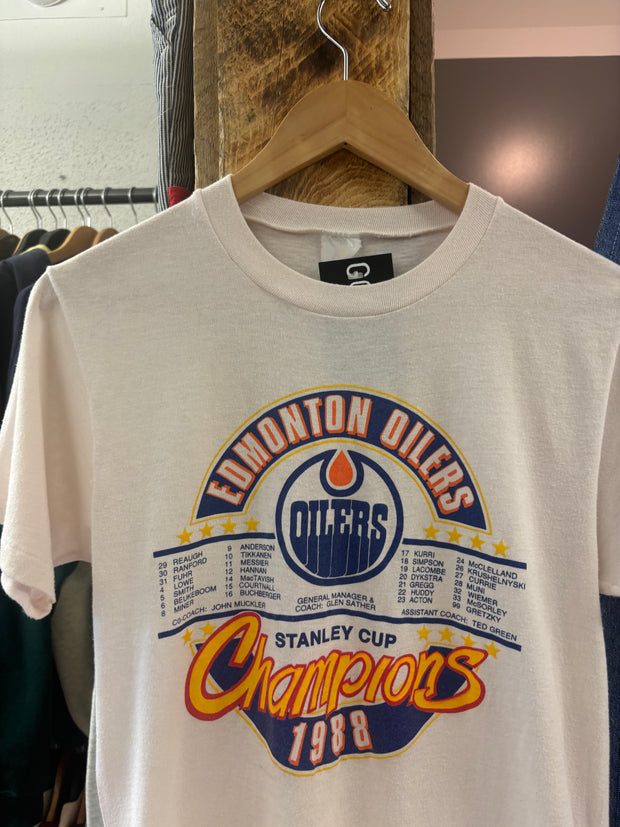 GO
EDMONTON OILERS
OILERS
29 REAUGH
30 RANFORD
31 FUHR
4 LOWE
5 SMITH
6 BEUKEBOOM
8 MINER
9 ANDERSON
10 TIKKANEN
11 MESSIER
12 HANNAN
14 MacTAVISH
15 COURTNALL
16 BUCHBERGER
17 KURRI
18 SIMPSON
19 LACOMBE
20 DYKSTRA
21 GREGG
22 HUDDY
23 ACTON
24 McCLELLAND
26 KRUSHELNYSKI
27 CURRIE
28 MUNI
32 WIEMER
33 McSORLEY
99 GRETZKY
CO-COACH: JOHN MUCKLER
GENERAL MANAGER &
COACH: GLEN SATHER
ASSISTANT COACH: TED GREEN
STANLEY CUP
Champions
1988